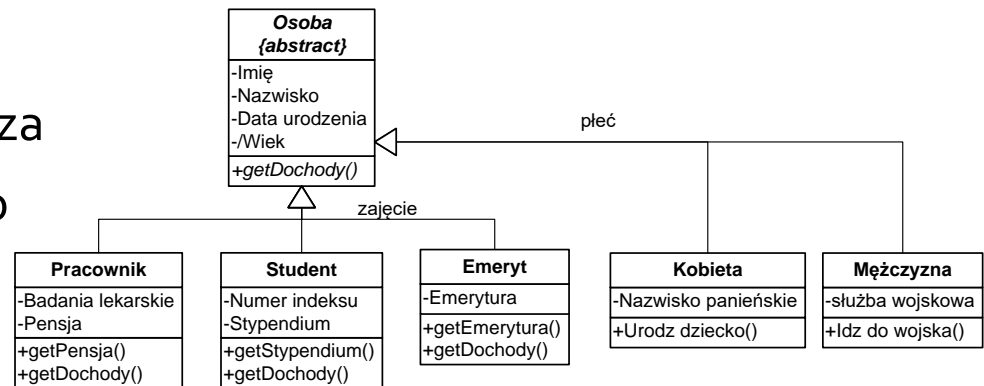 Osoba
{abstract}
-Imię
-Nazwisko
-Data urodzenia
-/Wiek
+getDochody()
za
o
płeć
zajęcie
Pracownik
-Badania lekarskie
-Pensja
+getPensja()
+getDochody()
Student
-Numer indeksu
-Stypendium
+getStypendium()
+getDochody()
Emeryt
-Emerytura
+getEmerytura()
+getDochody()
Kobieta
-Nazwisko panieńskie
+Urodz dziecko()
Mężczyzna
-służba wojskowa
+Idz do wojska()